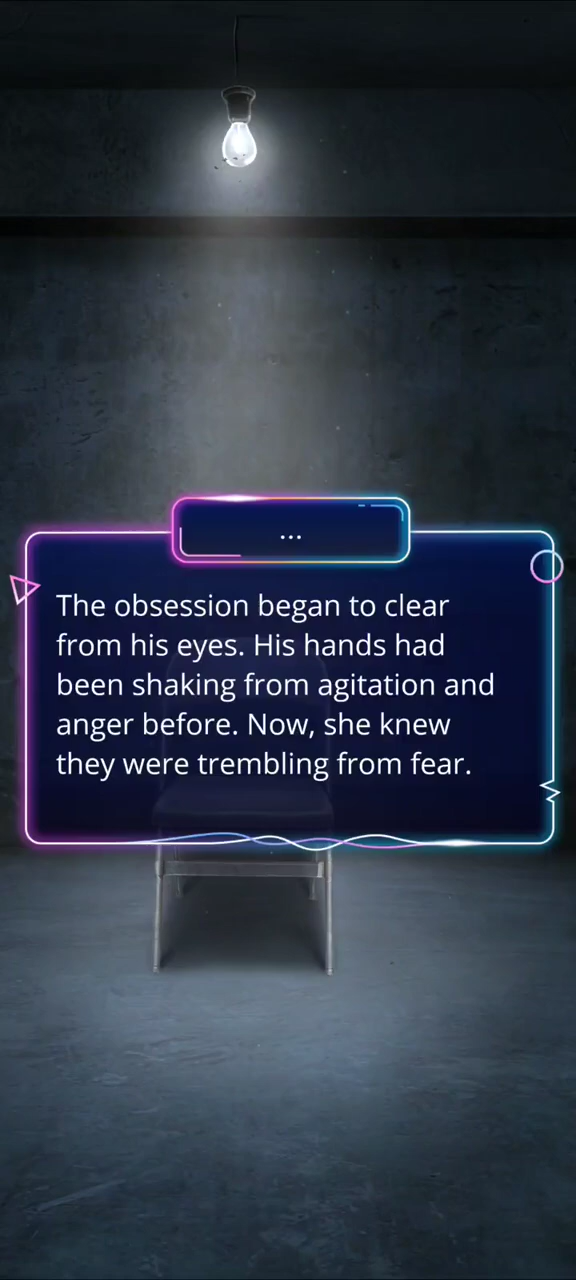 ...
The obsession began to clear
from his eyes. His hands had
been shaking from agitation and
anger before. Now, she knew
they were trembling from fear.